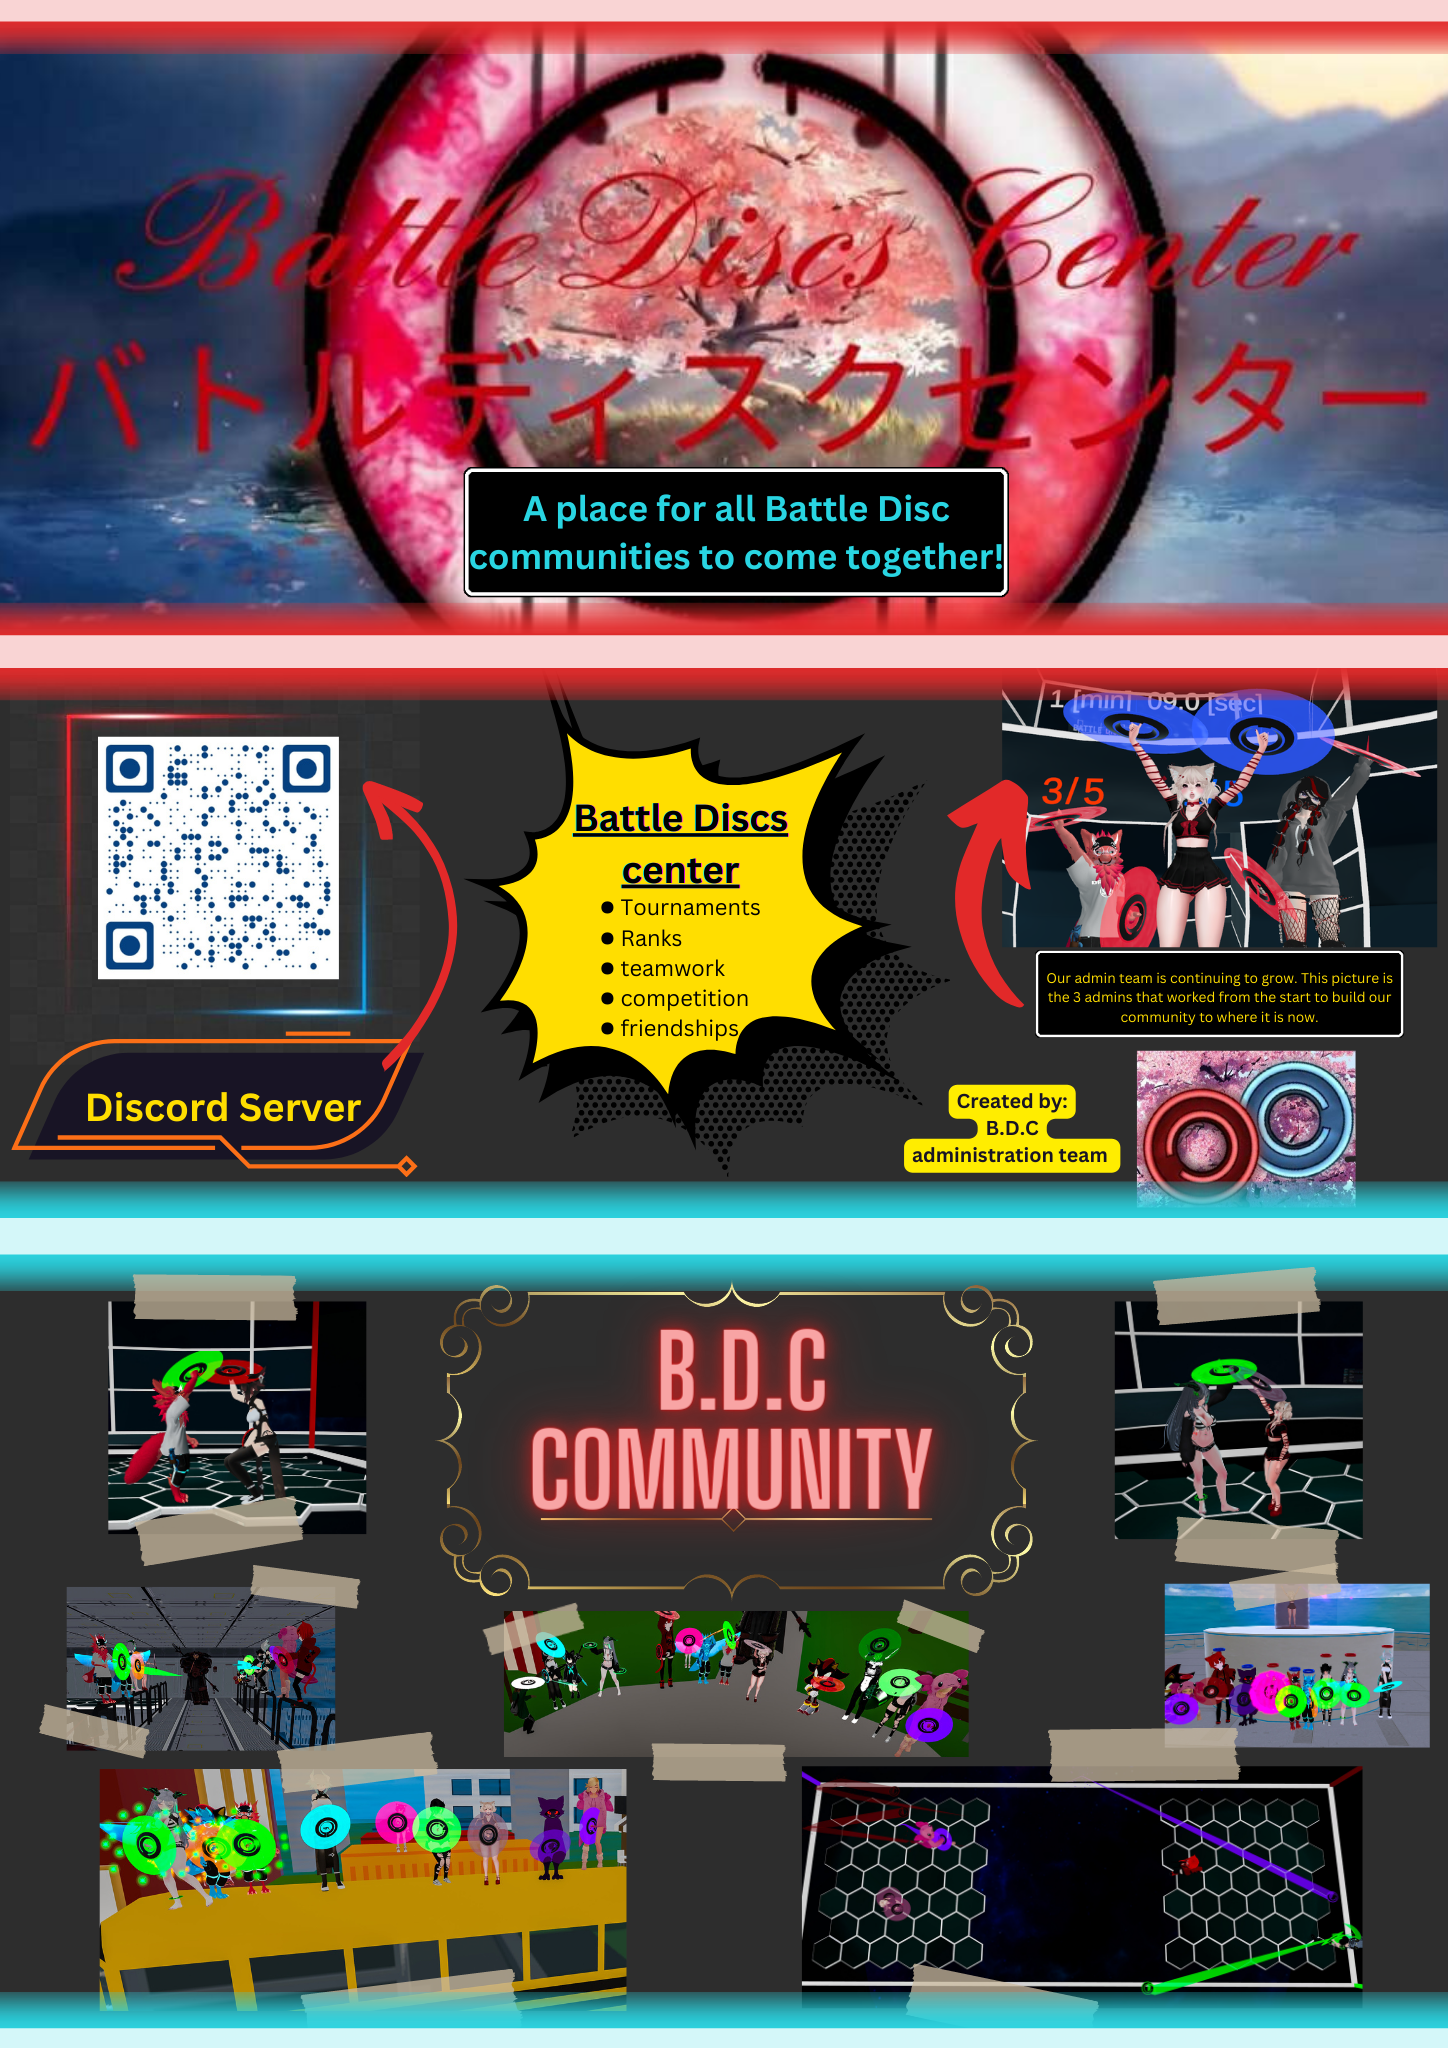 Battle Discs Center
バトルディスクセンター
A place for all Battle Disc
communities to come together!
Battle Discs
center
Tournaments
Ranks
teamwork
competition
friendships
Discord Server
1 [min] 09.0 [sec]
3/5
/5
Our admin team is continuing to grow. This picture is
the 3 admins that worked from the start to build our
community to where it is now.
Created by:
B.D.C
administration team
B.D.C
COMMUNITY